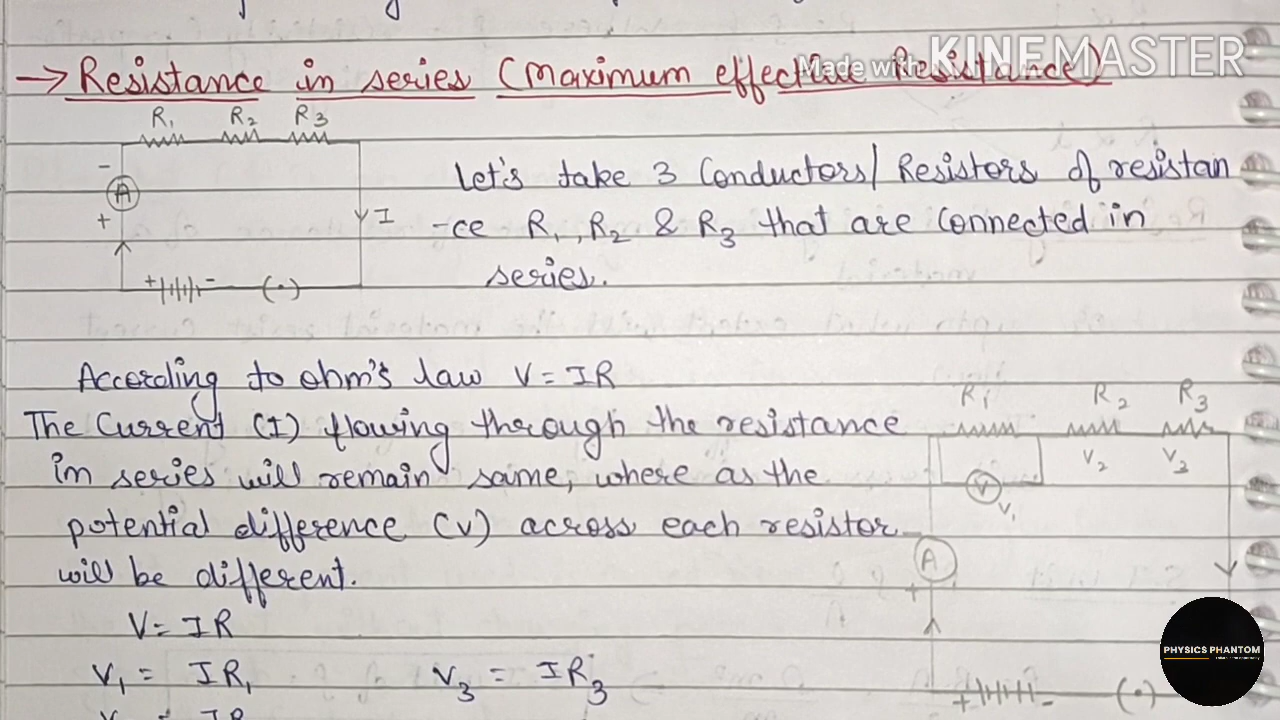 → Resistance in series (Maximum effective Resistance)
Made with KINEMASTER
R1 R2 R3
-
A
+
I
+ - (·)
Let's take 3 Conductors/ Resistors of resistan
-ce R1, R2 & R3 that are connected in
series.
According to ohm's law V = IR
The Current (I) flowing through the resistance
in series will remain same, where as the
potential difference (V) across each resistor
will be different.
R1 R2 R3
V V1 V2 V3
A
+
+ - (·)
V = IR
V1 = IR1 V3 = IR3
PHYSICS PHANTOM